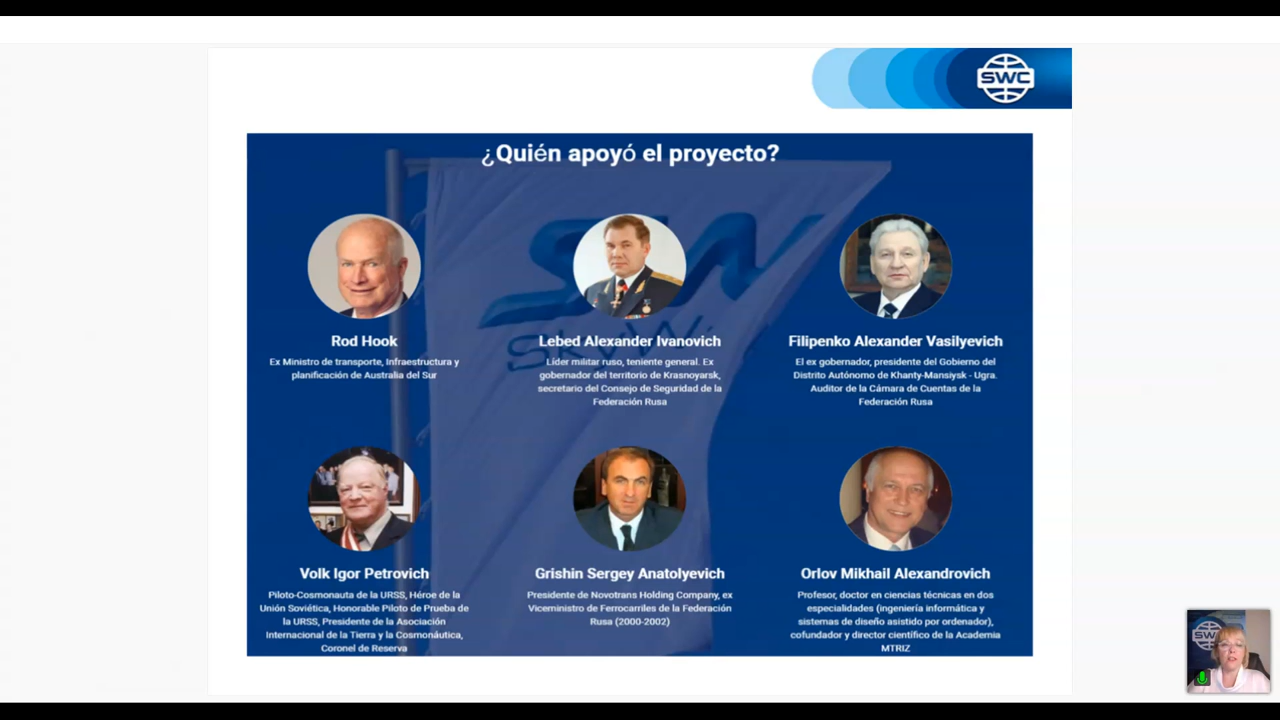 SWC
¿Quién apoyó el proyecto?
Rod Hook
Ex Ministro de transporte, Infraestructura y
planificación de Australia del Sur
Lebed Alexander Ivanovich
Líder militar ruso, teniente general. Ex
gobernador del territorio de Krasnoyarsk,
secretario del Consejo de Seguridad de la
Federación Rusa
Filipenko Alexander Vasilyevich
El ex gobernador, presidente del Gobierno del
Distrito Autónomo de Khanty-Mansiysk - Ugra.
Auditor de la Cámara de Cuentas de la
Federación Rusa
Volk Igor Petrovich
Piloto-Cosmonauta de la URSS, Héroe de la
Unión Soviética, Honorable Piloto de Prueba de
la URSS, Presidente de la Asociación
Internacional de la Tierra y la Cosmonáutica,
Coronel de Reserva
Grishin Sergey Anatolyevich
Presidente de Novotrans Holding Company, ex
Viceministro de Ferrocarriles de la Federación
Rusa (2000-2002)
Orlov Mikhail Alexandrovich
Profesor, doctor en ciencias técnicas en dos
especialidades (ingeniería informática y
sistemas de diseño asistido por ordenador),
cofundador y director científico de la Academia
MTRIZ